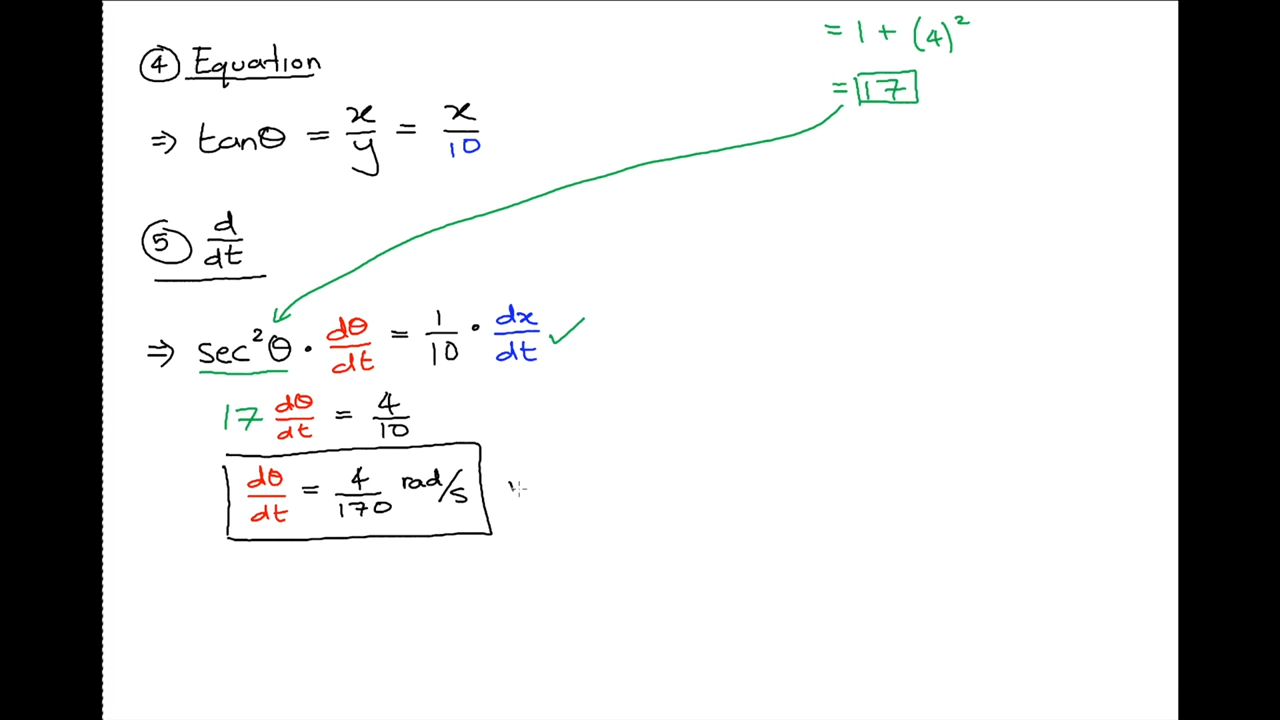 ④ Equation
⇒ tanθ = x/y = x/10
= 1 + (4)²
= 17
⑤ d/dt
⇒ sec²θ · dθ/dt = 1/10 · dx/dt ✓
17 dθ/dt = 4/10
dθ/dt = 4/170 rad/s